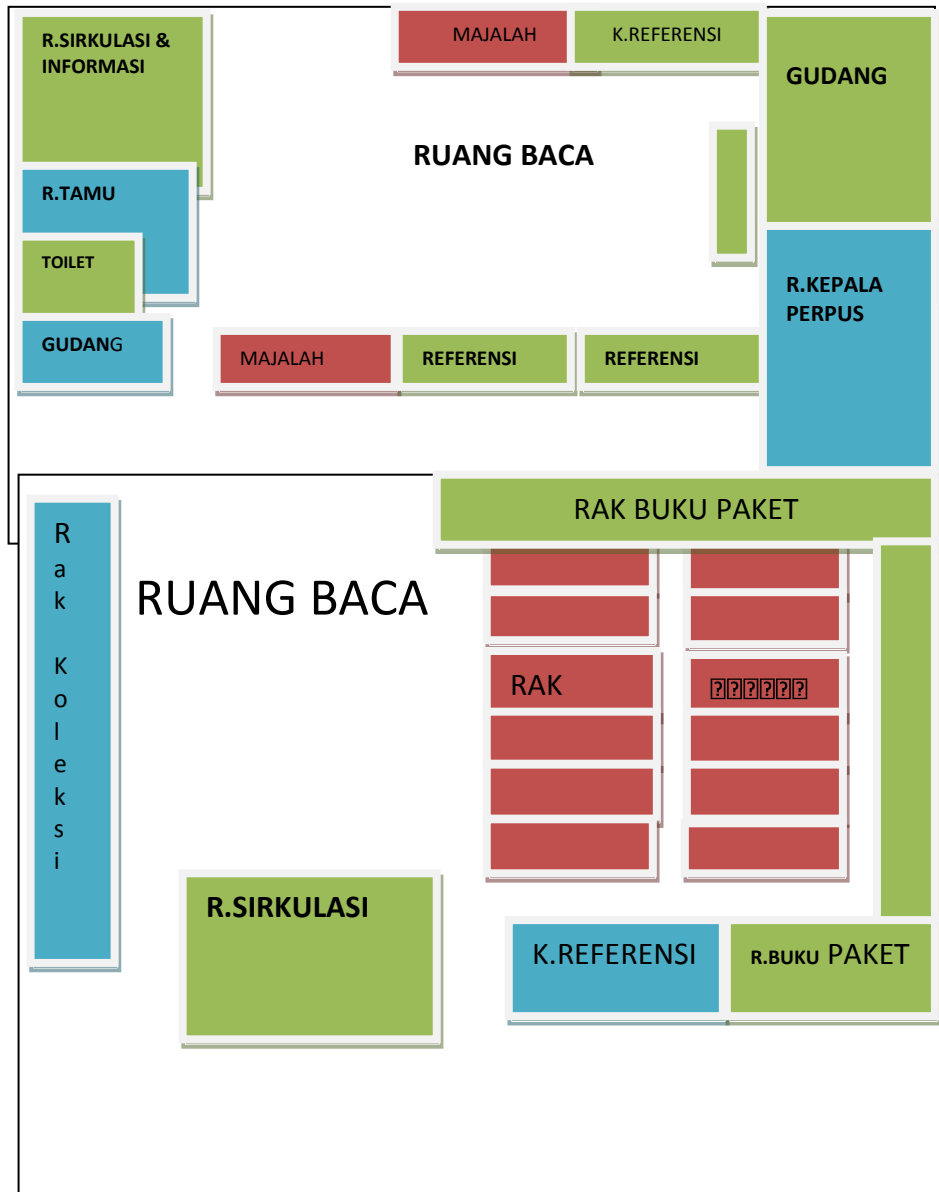 R.SIRKULASI &
INFORMASI
MAJALAH
K.REFERENSI
GUDANG
RUANG BACA
R.TAMU
TOILET
R.KEPALA
PERPUS
GUDANG
MAJALAH
REFERENSI
REFERENSI
RAK BUKU PAKET
R
a
k
K
o
l
e
k
s
i
RUANG BACA
RAK
R.SIRKULASI
K.REFERENSI
R.BUKU PAKET